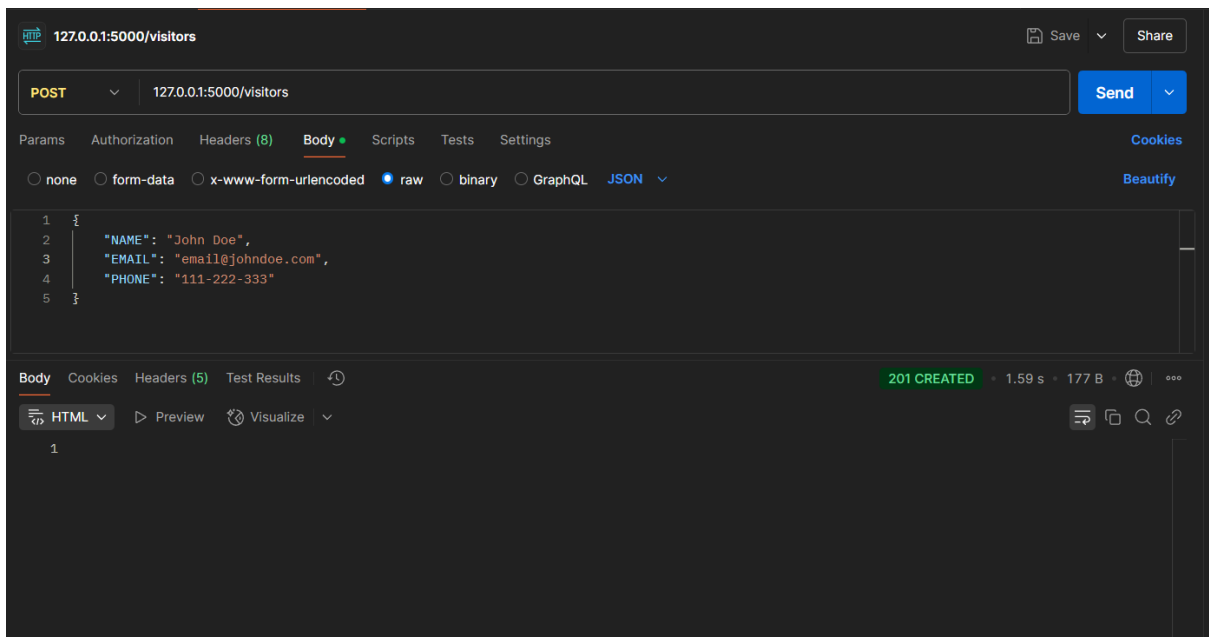 HTTP 127.0.0.1:5000/visitors Save Share
POST 127.0.0.1:5000/visitors Send
Params Authorization Headers (8) Body Scripts Tests Settings Cookies
none form-data x-www-form-urlencoded raw binary GraphQL JSON Beautify
1 {
2 "NAME": "John Doe",
3 "EMAIL": "email@johndoe.com",
4 "PHONE": "111-222-333"
5 }
Body Cookies Headers (5) Test Results 201 CREATED • 1.59 s • 177 B
HTML Preview Visualize
1